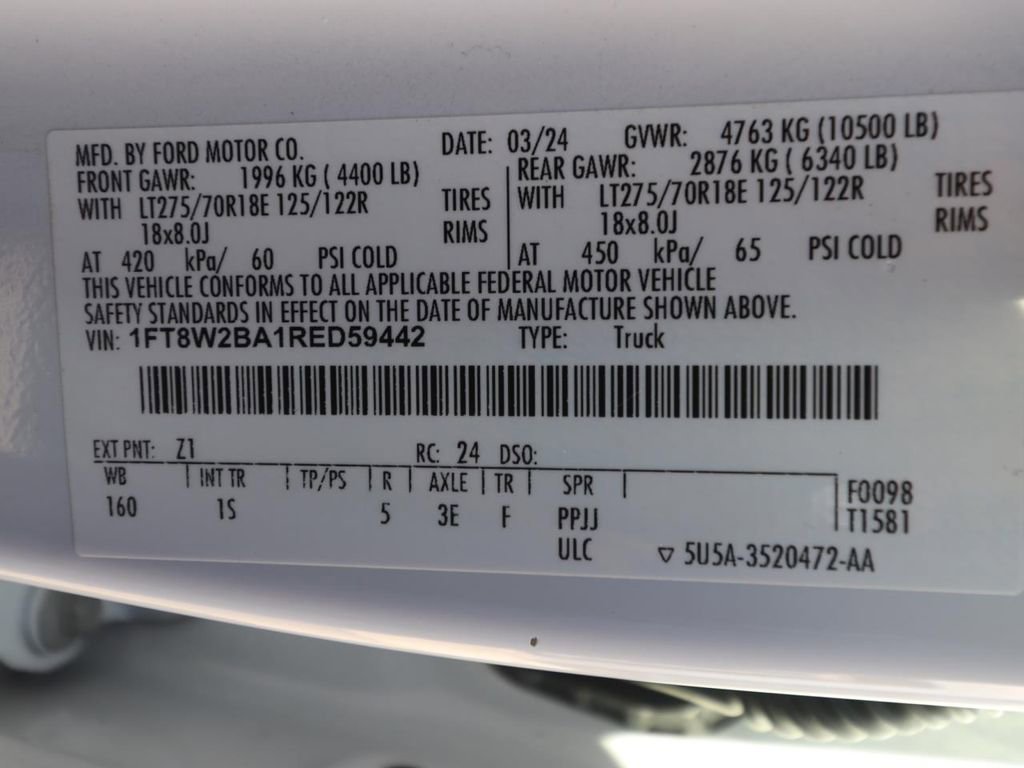 MFD. BY FORD MOTOR CO. DATE: 03/24 GVWR: 4763 KG (10500 LB)
FRONT GAWR: 1996 KG ( 4400 LB) REAR GAWR: 2876 KG ( 6340 LB)
WITH LT275/70R18E 125/122R TIRES WITH LT275/70R18E 125/122R TIRES
18x8.0J RIMS 18x8.0J RIMS
AT 420 kPa/ 60 PSI COLD AT 450 kPa/ 65 PSI COLD
THIS VEHICLE CONFORMS TO ALL APPLICABLE FEDERAL MOTOR VEHICLE
SAFETY STANDARDS IN EFFECT ON THE DATE OF MANUFACTURE SHOWN ABOVE.
VIN: 1FT8W2BA1RED59442 TYPE: Truck
EXT PNT: Z1 RC: 24 DSO:
WB INT TR TP/PS R AXLE TR SPR F0098
160 1S 5 3E F PPJJ T1581
ULC ▽ 5U5A-3520472-AA